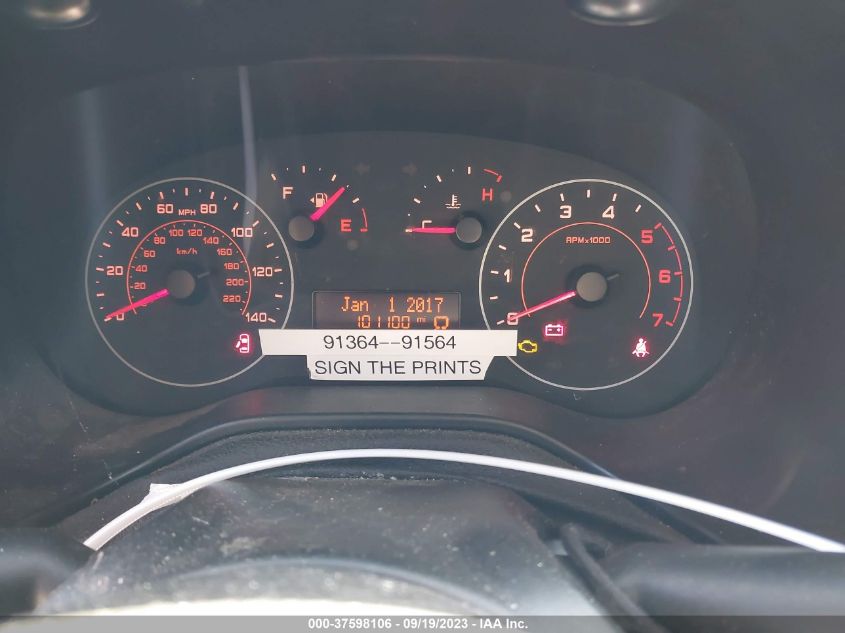 F E
H C
20 40 60 80 100 120 140
MPH
20 40 60 80 100 120 140 160 180 200 220
km/h
0 1 2 3 4 5 6 7
RPMx1000
Jan 1 2017
101100 mi
91364--91564
SIGN THE PRINTS
000-37598106 - 09/19/2023 - IAA Inc.